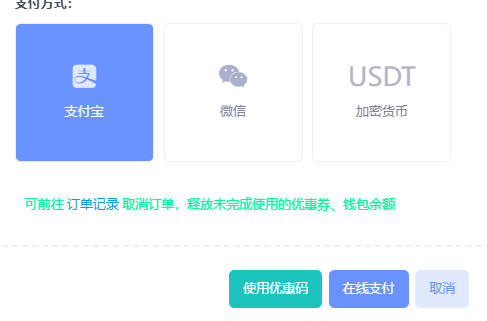 支付方式:
支付宝
微信
USDT
加密货币
可前往 订单记录 取消订单。释放未完成使用的优惠券、钱包余额
使用优惠码
在线支付
取消